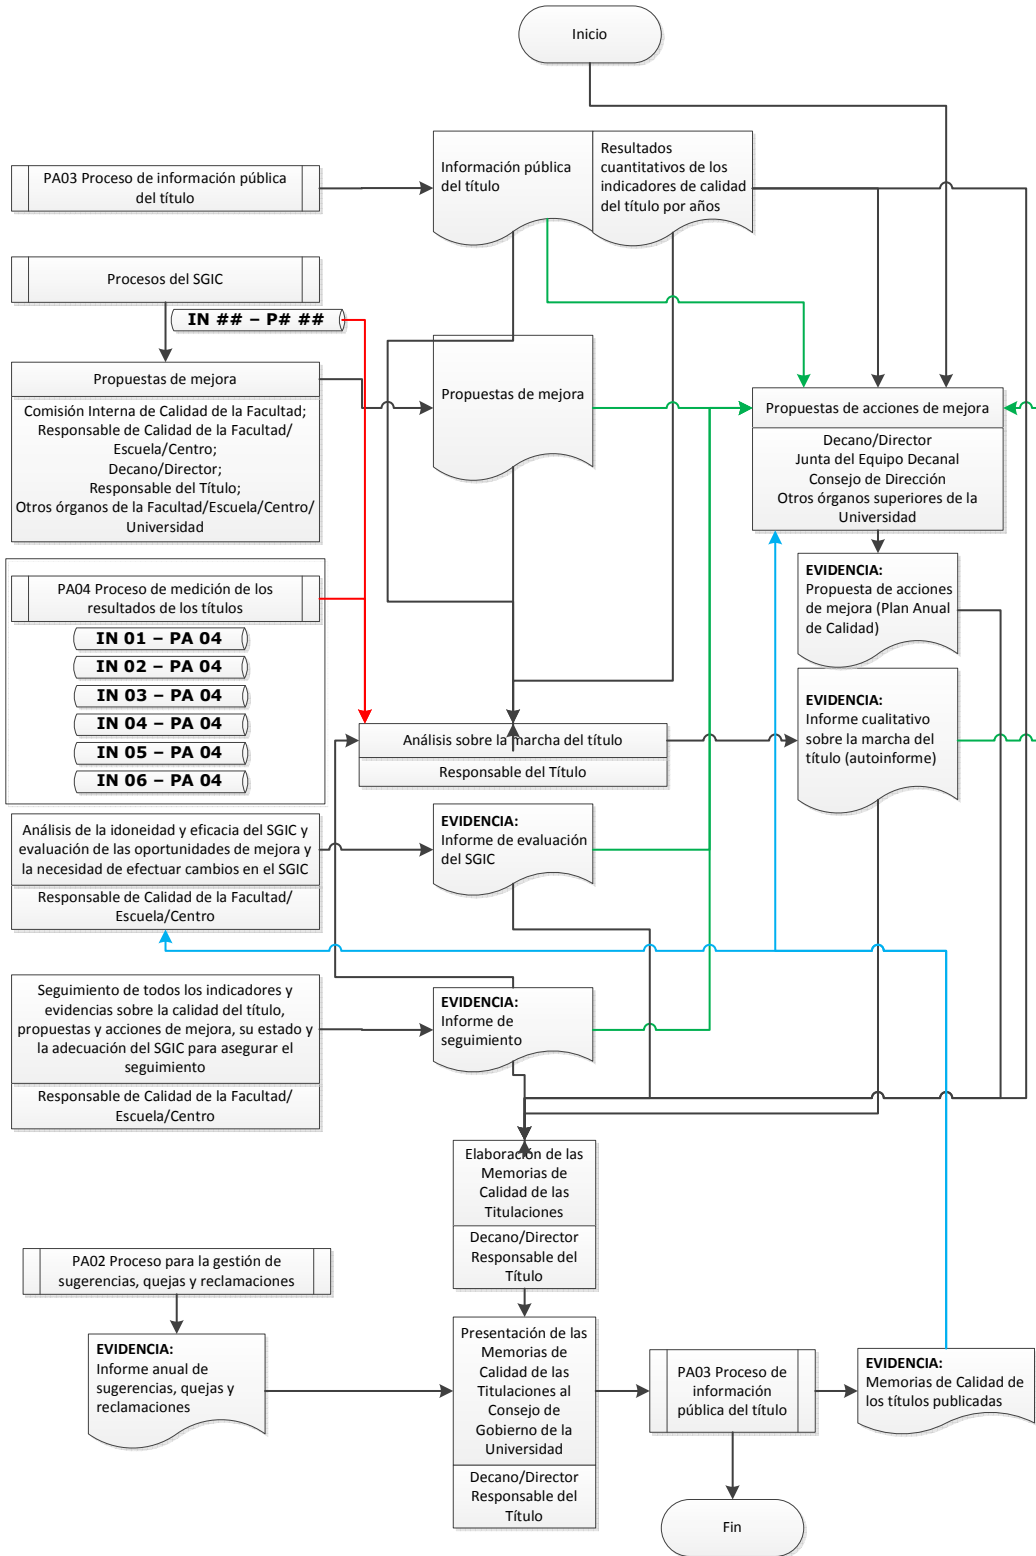 Inicio
PA03 Proceso de información pública
del título
Información pública
del título
Resultados
cuantitativos de los
indicadores de calidad
del título por años
Procesos del SGIC
IN ## – P# ##
Propuestas de mejora
Comisión Interna de Calidad de la Facultad;
Responsable de Calidad de la Facultad/
Escuela/Centro;
Decano/Director;
Responsable del Título;
Otros órganos de la Facultad/Escuela/Centro/
Universidad
Propuestas de mejora
Propuestas de acciones de mejora
Decano/Director
Junta del Equipo Decanal
Consejo de Dirección
Otros órganos superiores de la
Universidad
EVIDENCIA:
Propuesta de acciones
de mejora (Plan Anual
de Calidad)
PA04 Proceso de medición de los
resultados de los títulos
IN 01 – PA 04
IN 02 – PA 04
IN 03 – PA 04
IN 04 – PA 04
IN 05 – PA 04
IN 06 – PA 04
Análisis sobre la marcha del título
Responsable del Título
EVIDENCIA:
Informe cualitativo
sobre la marcha del
título (autoinforme)
Análisis de la idoneidad y eficacia del SGIC y
evaluación de las oportunidades de mejora y
la necesidad de efectuar cambios en el SGIC
Responsable de Calidad de la Facultad/
Escuela/Centro
EVIDENCIA:
Informe de evaluación
del SGIC
Seguimiento de todos los indicadores y
evidencias sobre la calidad del título,
propuestas y acciones de mejora, su estado y
la adecuación del SGIC para asegurar el
seguimiento
Responsable de Calidad de la Facultad/
Escuela/Centro
EVIDENCIA:
Informe de
seguimiento
Elaboración de las
Memorias de
Calidad de las
Titulaciones
Decano/Director
Responsable del
Título
PA02 Proceso para la gestión de
sugerencias, quejas y reclamaciones
EVIDENCIA:
Informe anual de
sugerencias, quejas y
reclamaciones
Presentación de las
Memorias de
Calidad de las
Titulaciones al
Consejo de
Gobierno de la
Universidad
Decano/Director
Responsable del
Título
PA03 Proceso de
información
pública del título
EVIDENCIA:
Memorias de Calidad de
los títulos publicadas
Fin